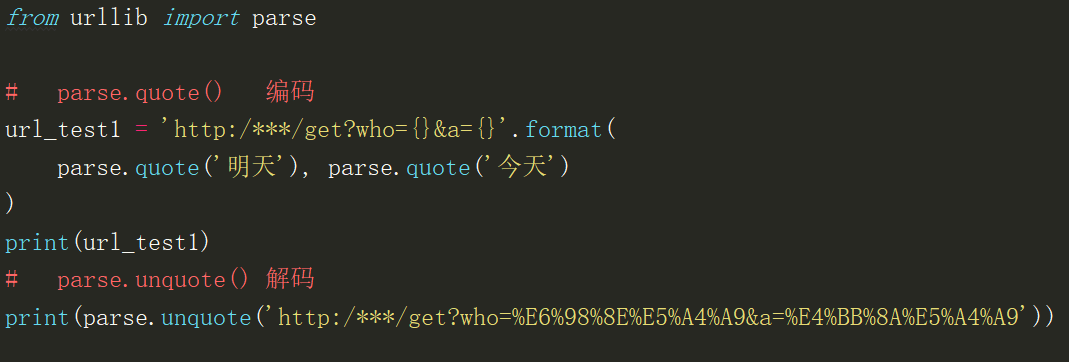 from urllib import parse
#   parse.quote()   编码
url_test1 = 'http:/***/get?who={}&a={}'.format(
    parse.quote('明天'), parse.quote('今天')
)
print(url_test1)
#   parse.unquote() 解码
print(parse.unquote('http:/***/get?who=%E6%98%8E%E5%A4%A9&a=%E4%BB%8A%E5%A4%A9'))